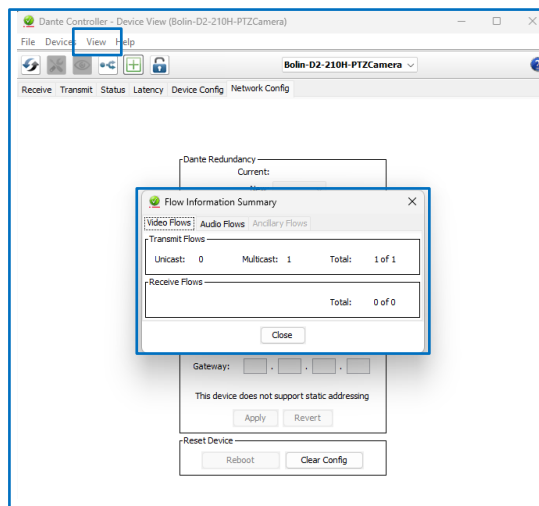 Dante Controller - Device View (Bolin-D2-210H-PTZCamera)
File Devices View Help
Bolin-D2-210H-PTZCamera
Receive Transmit Status Latency Device Config Network Config
Dante Redundancy
Current:
Flow Information Summary
Video Flows Audio Flows Ancillary Flows
Transmit Flows
Unicast: 0 Multicast: 1 Total: 1 of 1
Receive Flows
Total: 0 of 0
Close
Gateway: . . .
This device does not support static addressing
Apply Revert
Reset Device
Reboot Clear Config